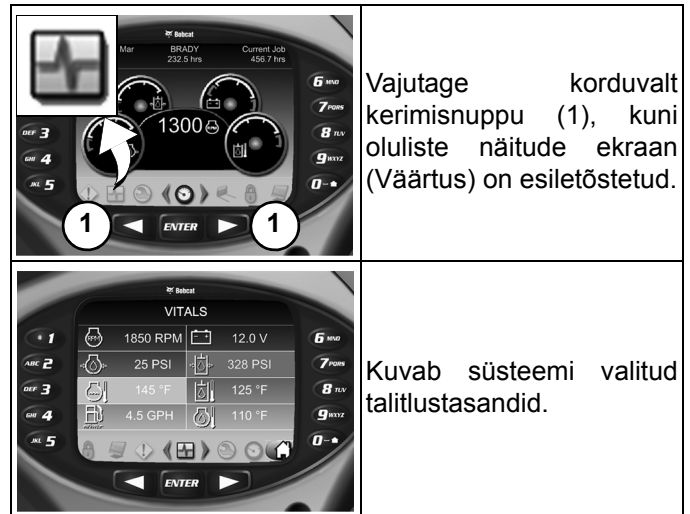 Bobcat
Mar BRADY Current Job
232.5 hrs 456.7 hrs
1300 RPM
DEF 3
GHI 4
JKL 5
6 MNO
7 PQRS
8 TUV
9 WXYZ
0
1 ENTER 1
Vajutage korduvalt
kerimisnuppu (1), kuni
oluliste näitude ekraan
(Väärtus) on esiletõstetud.
Bobcat
VITALS
RPM 1850 RPM 12.0 V
25 PSI 328 PSI
145 °F 125 °F
4.5 GPH 110 °F
1
ABC 2
DEF 3
GHI 4
JKL 5
6 MNO
7 PQRS
8 TUV
9 WXYZ
0
ENTER
Kuvab süsteemi valitud
talitlustasandid.